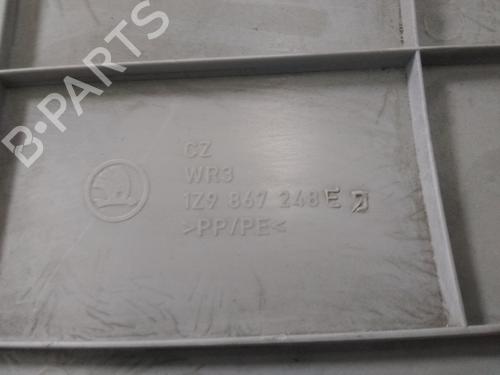 B-PARTS
CZ
WR3
1Z9 867 248 E
>PP/PE<